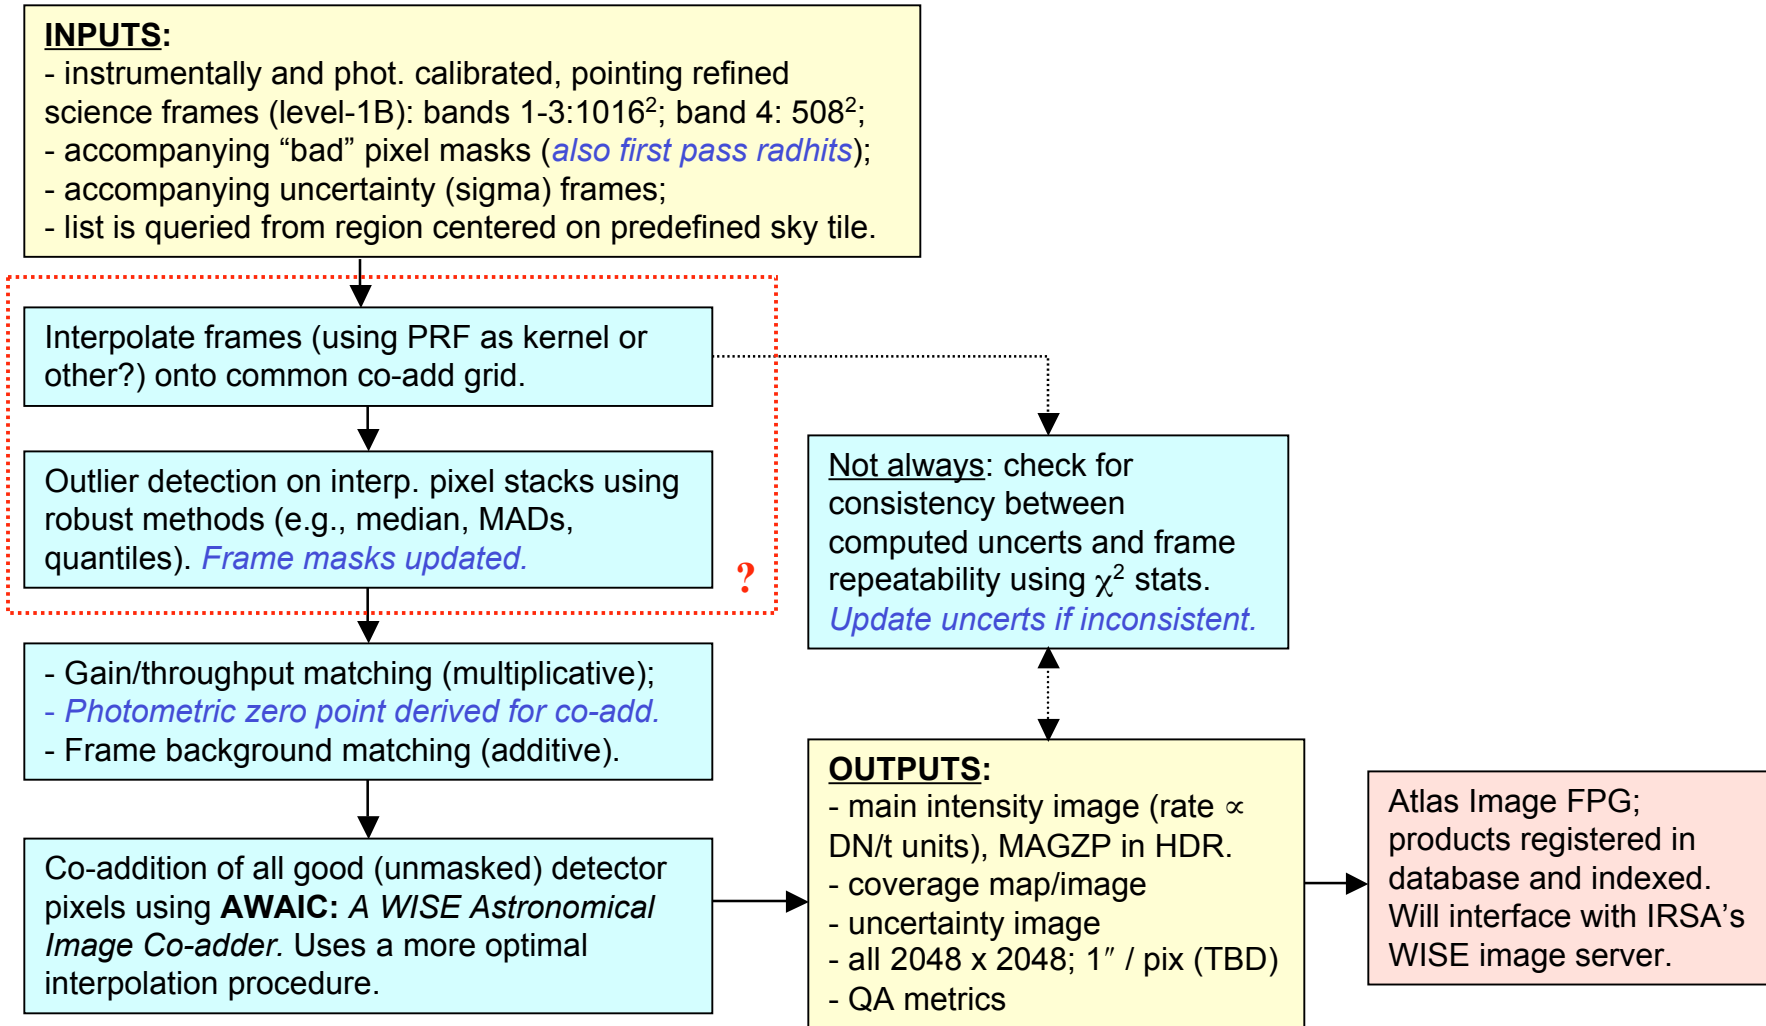 INPUTS:
- instrumentally and phot. calibrated, pointing refined
science frames (level-1B): bands 1-3:1016²; band 4: 508²;
- accompanying “bad” pixel masks (also first pass radhits);
- accompanying uncertainty (sigma) frames;
- list is queried from region centered on predefined sky tile.
Interpolate frames (using PRF as kernel or
other?) onto common co-add grid.
Outlier detection on interp. pixel stacks using
robust methods (e.g., median, MADs,
quantiles). Frame masks updated.
?
Not always: check for
consistency between
computed uncerts and frame
repeatability using χ² stats.
Update uncerts if inconsistent.
- Gain/throughput matching (multiplicative);
- Photometric zero point derived for co-add.
- Frame background matching (additive).
Co-addition of all good (unmasked) detector
pixels using AWAIC: A WISE Astronomical
Image Co-adder. Uses a more optimal
interpolation procedure.
OUTPUTS:
- main intensity image (rate ∝
DN/t units), MAGZP in HDR.
- coverage map/image
- uncertainty image
- all 2048 x 2048; 1″ / pix (TBD)
- QA metrics
Atlas Image FPG;
products registered in
database and indexed.
Will interface with IRSA’s
WISE image server.